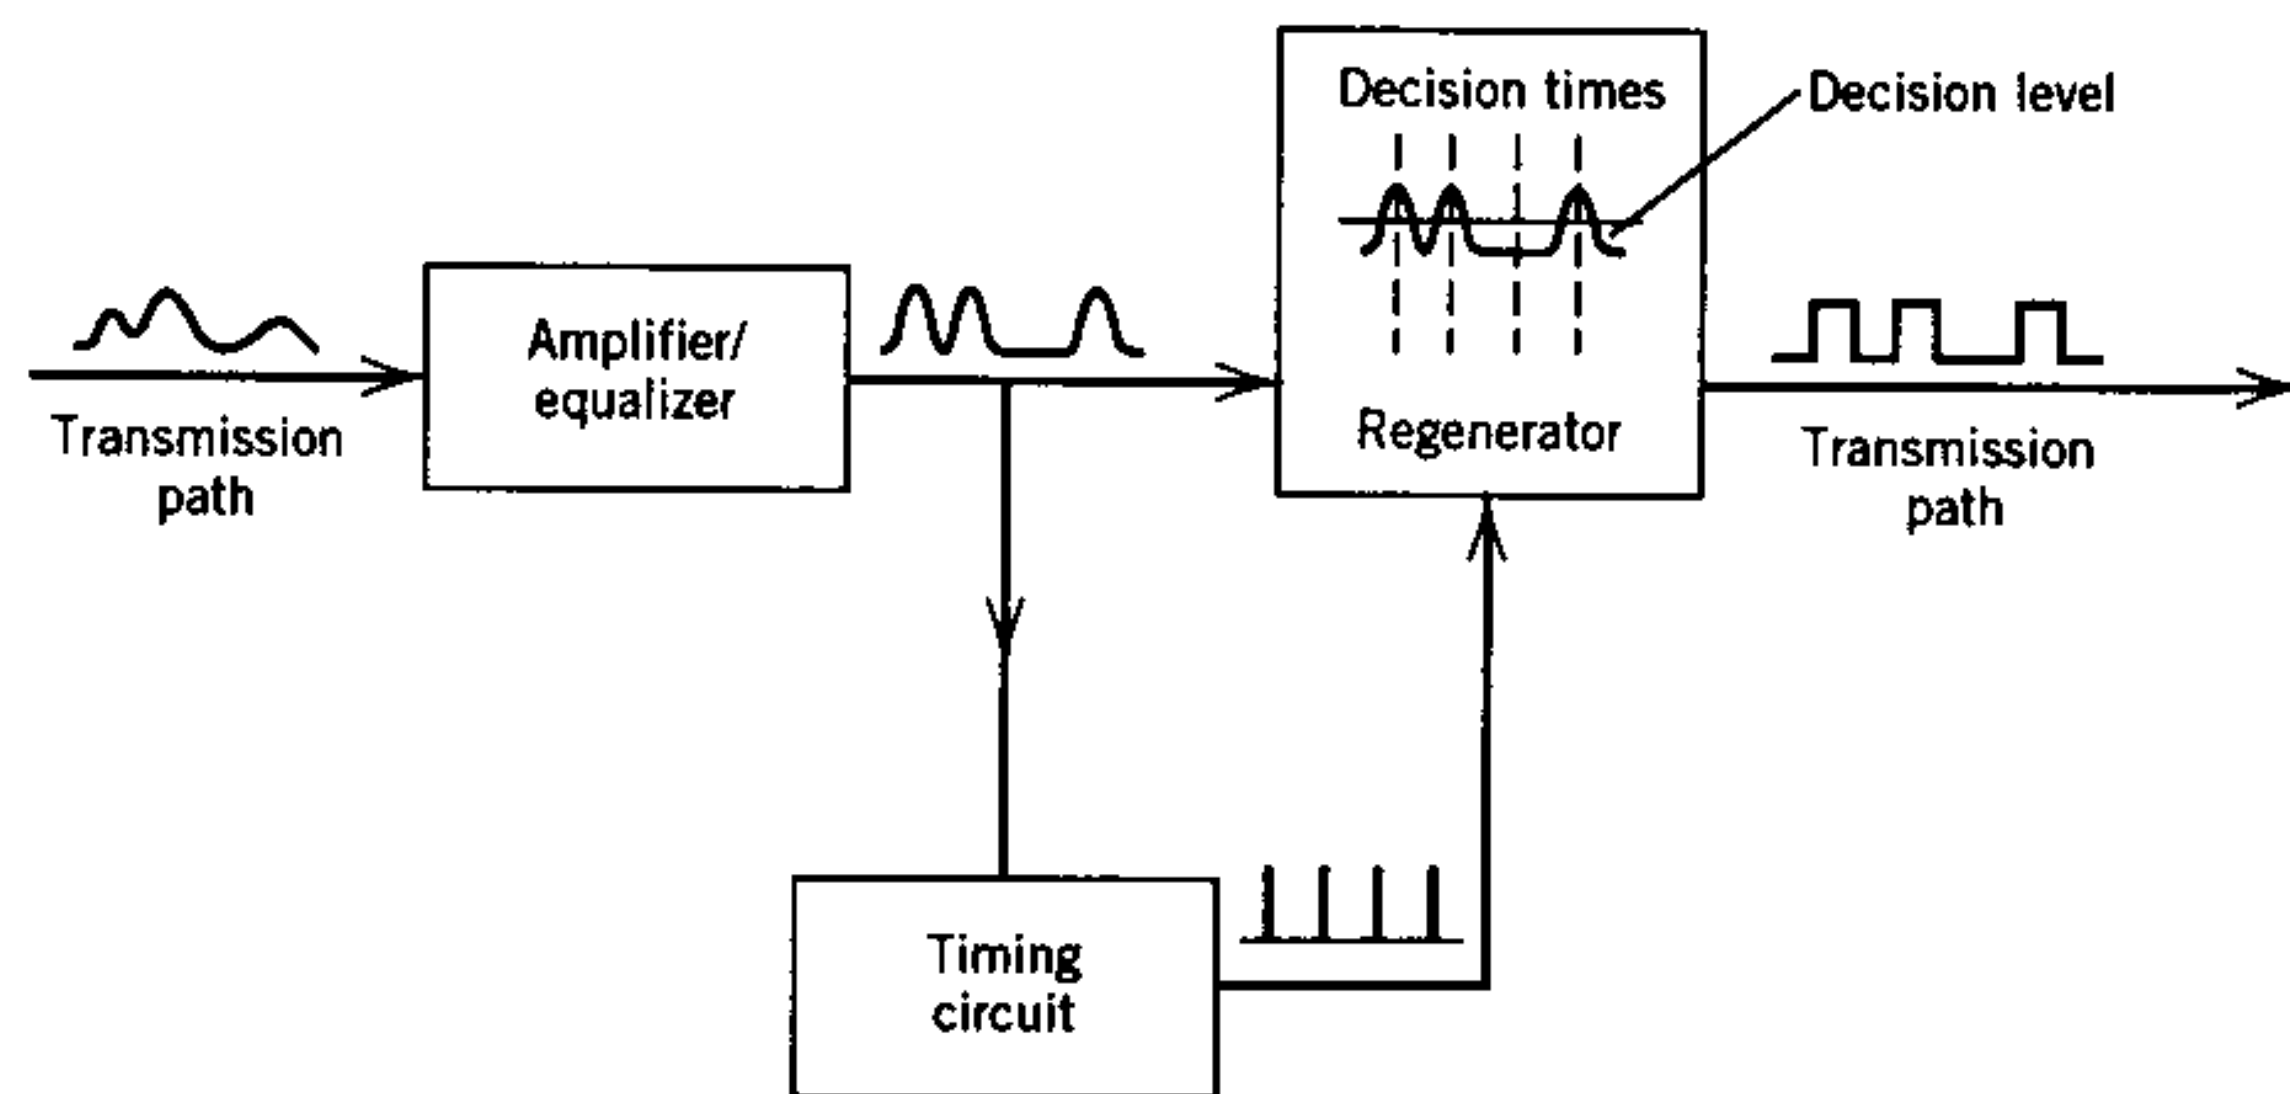 Decision times
Decision level
Amplifier/
equalizer
Transmission
path
Regenerator
Transmission
path
Timing
circuit